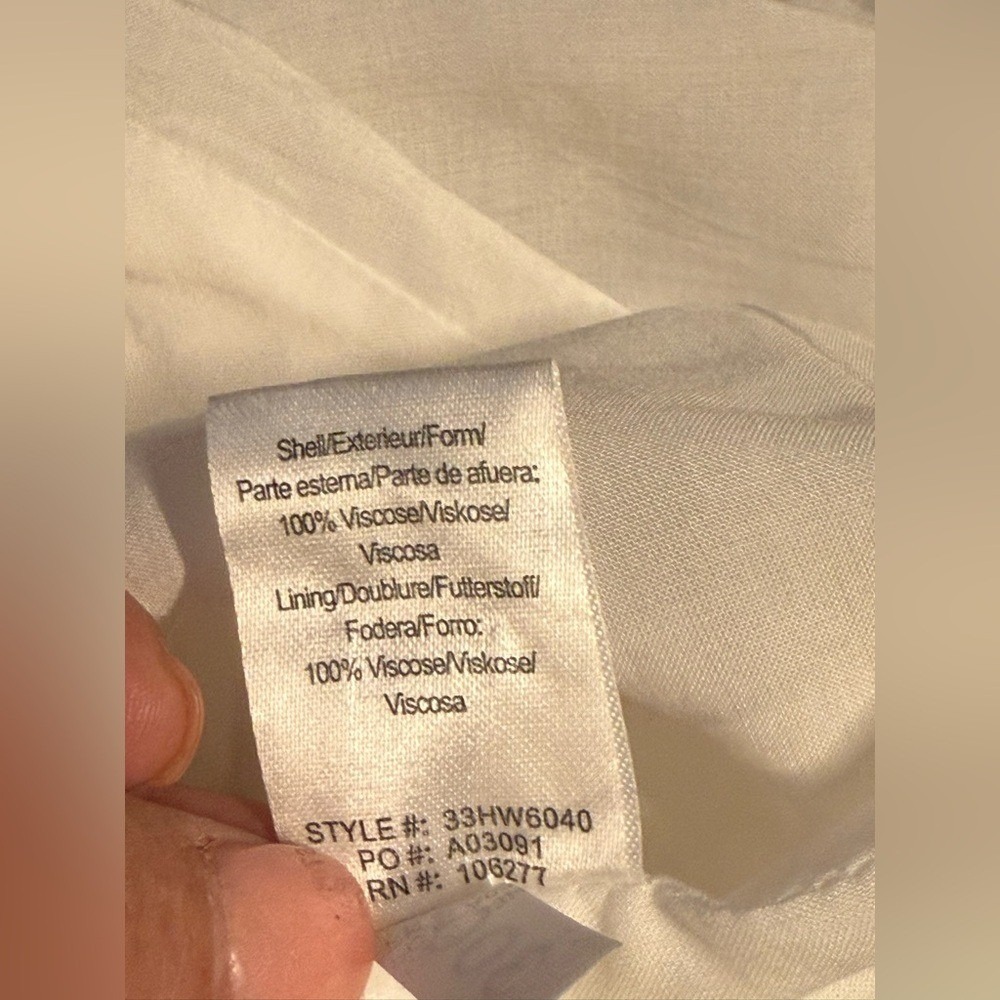 Shell/Exterieur/Form/
Parte esterna/Parte de afuera:
100% Viscose/Viskose/
Viscosa
Lining/Doublure/Futterstoff/
Fodera/Forro:
100% Viscose/Viskose/
Viscosa
STYLE #: 33HW6040
PO #: A03091
RN #: 106277